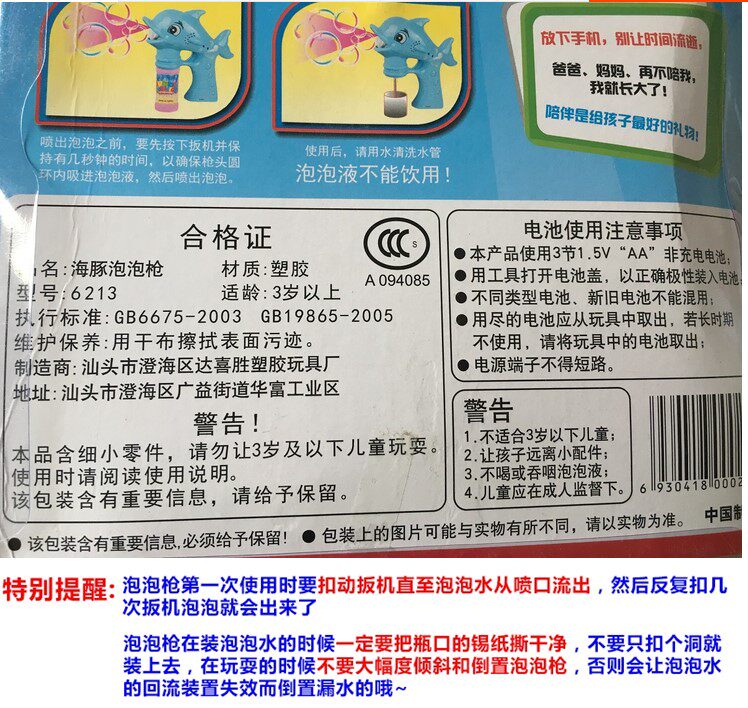 喷出泡泡之前，要先按下扳机并保
持有几秒钟的时间，以确保枪头圆
环内吸进泡泡液，然后喷出泡泡。
使用后，请用水清洗水管
泡泡液不能饮用！
放下手机，别让时间流逝，
爸爸、妈妈、再不陪我，
我就长大了！
陪伴是给孩子最好的礼物！
合格证
品名：海豚泡泡枪 材质：塑胶
型号：6213 适龄：3岁以上
执行标准：GB6675-2003 GB19865-2005
维护保养：用干布擦拭表面污迹。
制造商：汕头市澄海区达喜胜塑胶玩具厂
地址：汕头市澄海区广益街道华富工业区
CCC
A 094085
警告！
本品含细小零件，请勿让3岁及以下儿童玩耍。
使用时请阅读使用说明。
该包装含有重要信息，请给予保留。
电池使用注意事项
●本产品使用3节1.5V“AA”非充电电池；
●用工具打开电池盖，以正确极性装入电池；
●不同类型电池、新旧电池不能混用；
●用尽的电池应从玩具中取出，若长时期
不使用，请将玩具中的电池取出；
●电源端子不得短路。
警告
1.不适合3岁以下儿童；
2.让孩子远离小配件；
3.不喝或吞咽泡泡液；
4.儿童应在成人监督下。
6 930418 0002
●该包装含有重要信息,必须给予保留！ ●包装上的图片可能与实物有所不同，请以实物为准。 中国制
特别提醒：泡泡枪第一次使用时要扣动扳机直至泡泡水从喷口流出，然后反复扣几
次扳机泡泡就会出来了
泡泡枪在装泡泡水的时候一定要把瓶口的锡纸撕干净，不要只扣个洞就
装上去，在玩耍的时候不要大幅度倾斜和倒置泡泡枪，否则会让泡泡水
的回流装置失效而倒置漏水的哦~